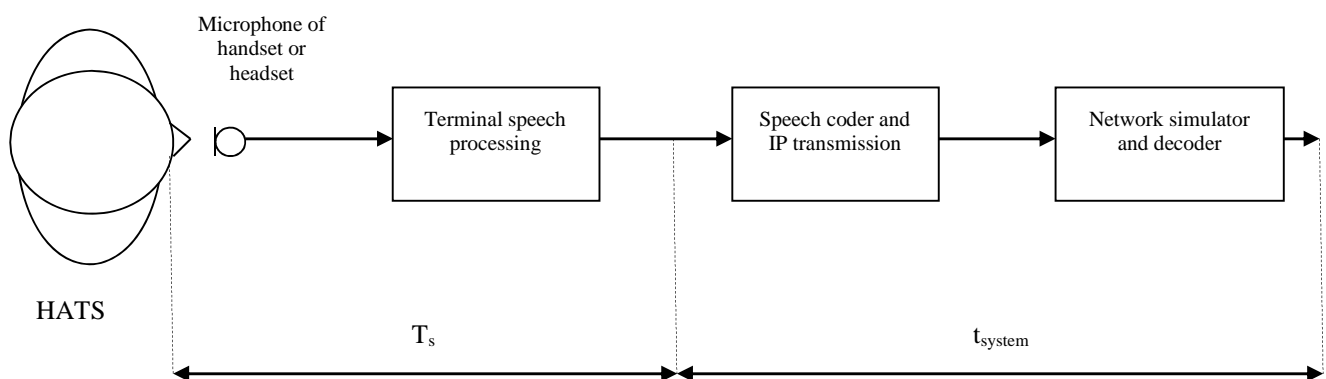 Microphone of
handset or
headset
Terminal speech
processing
Speech coder and
IP transmission
Network simulator
and decoder
HATS
Ts
tsystem